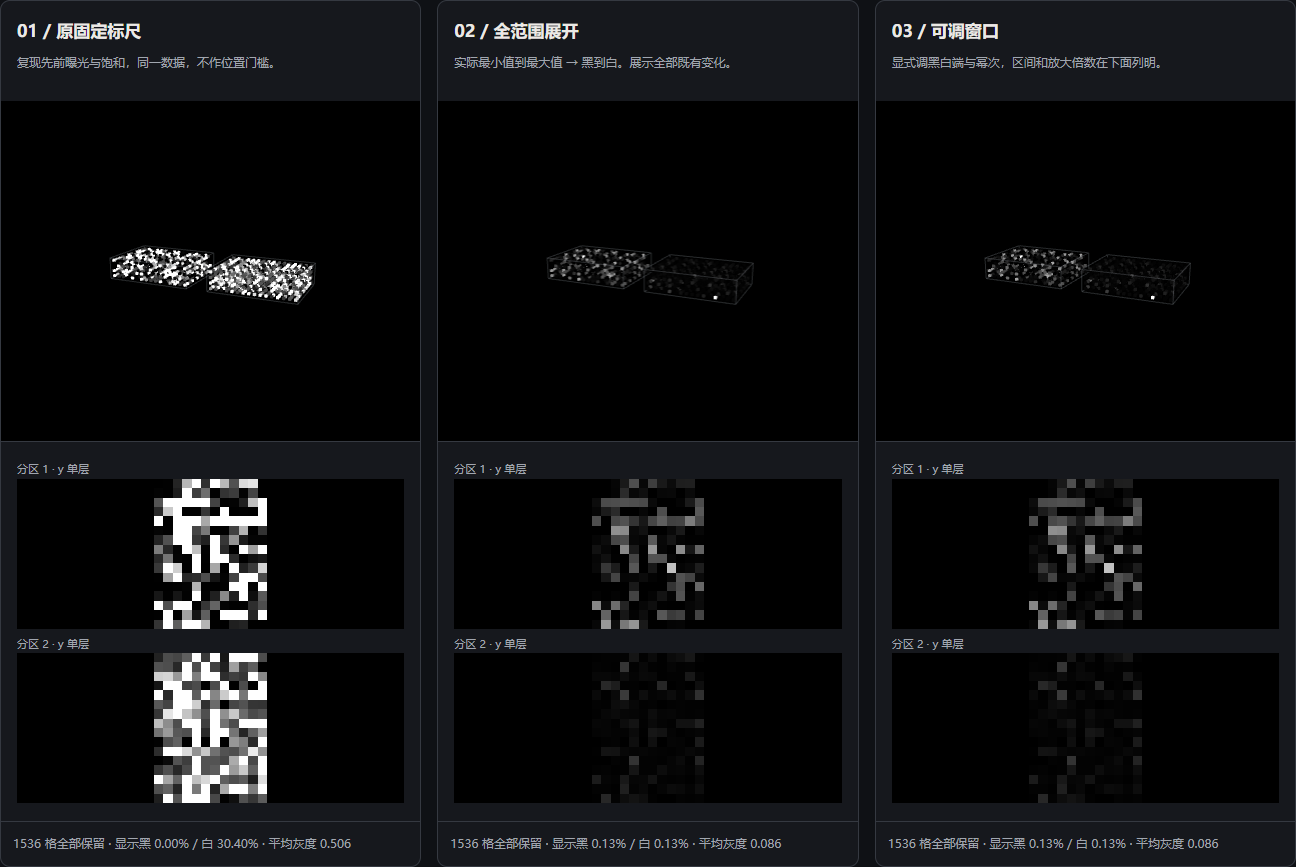 01 / 原固定标尺
复现先前曝光与饱和，同一数据，不作位置门槛。
分区 1 · y 单层
分区 2 · y 单层
1536 格全部保留 · 显示黑 0.00% / 白 30.40% · 平均灰度 0.506
02 / 全范围展开
实际最小值到最大值 → 黑到白。展示全部既有变化。
分区 1 · y 单层
分区 2 · y 单层
1536 格全部保留 · 显示黑 0.13% / 白 0.13% · 平均灰度 0.086
03 / 可调窗口
显式调黑白端与幂次，区间和放大倍数在下面列明。
分区 1 · y 单层
分区 2 · y 单层
1536 格全部保留 · 显示黑 0.13% / 白 0.13% · 平均灰度 0.086